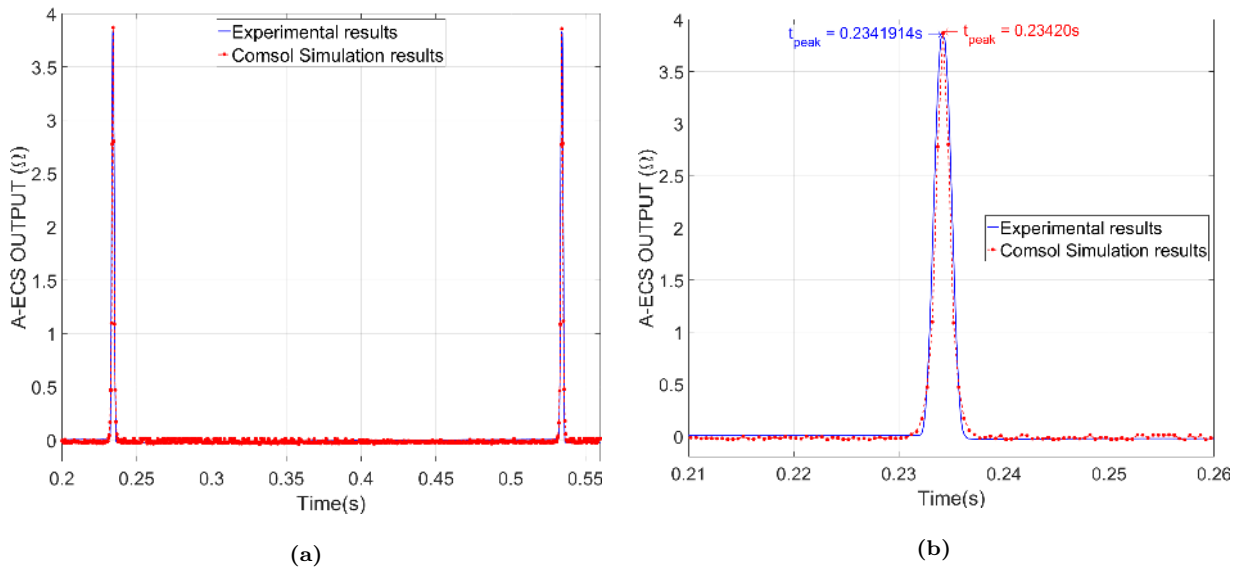 4
3.5
3
2.5
2
1.5
1
0.5
0
A-ECS OUTPUT (Ω)
Experimental results
Comsol Simulation results
0.2 0.25 0.3 0.35 0.4 0.45 0.5 0.55
Time(s)
(a)
4
3.5
3
2.5
2
1.5
1
0.5
0
A-ECS OUTPUT (Ω)
t_peak = 0.2341914s
t_peak = 0.23420s
Experimental results
Comsol Simulation results
0.21 0.22 0.23 0.24 0.25 0.26
Time(s)
(b)